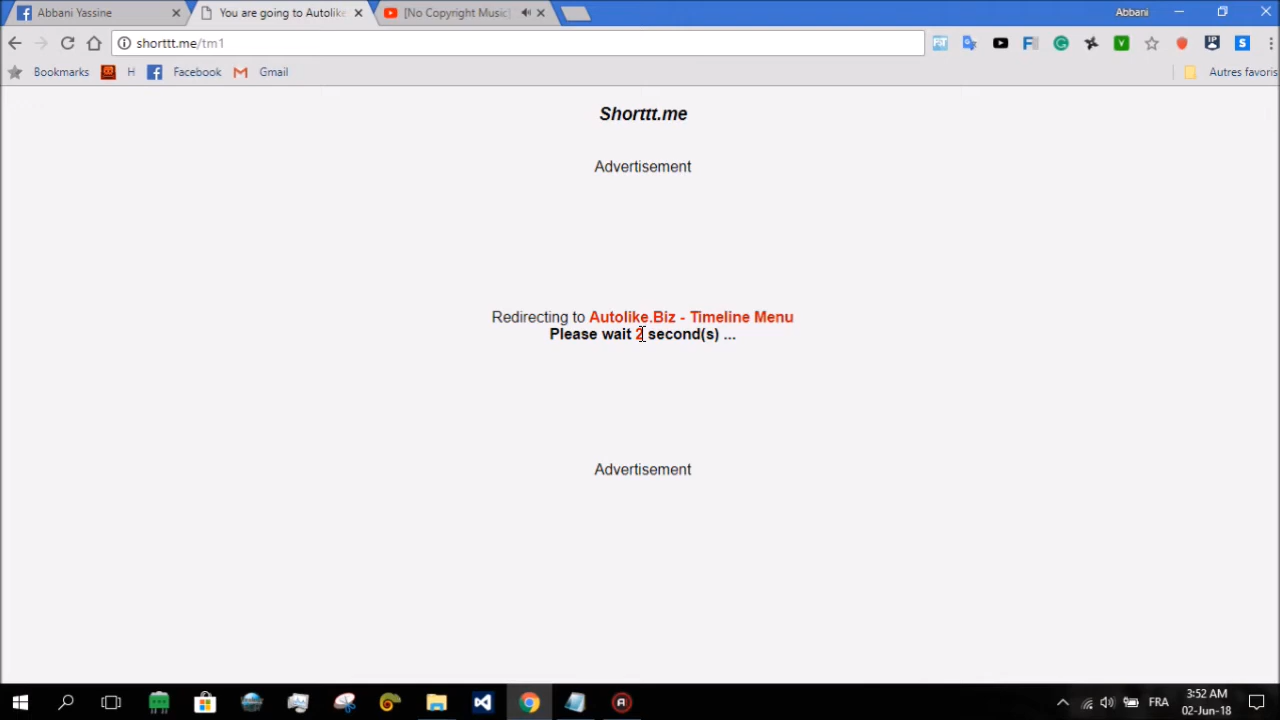 Abbani Yassine
You are going to Autolike
[No Copyright Music]
Abbani
shorttt.me/tm1
Bookmarks
H
Facebook
Gmail
Autres favoris
Shorttt.me
Advertisement
Redirecting to Autolike.Biz - Timeline Menu
Please wait 2 second(s) ...
Advertisement
FRA
3:52 AM
02-Jun-18